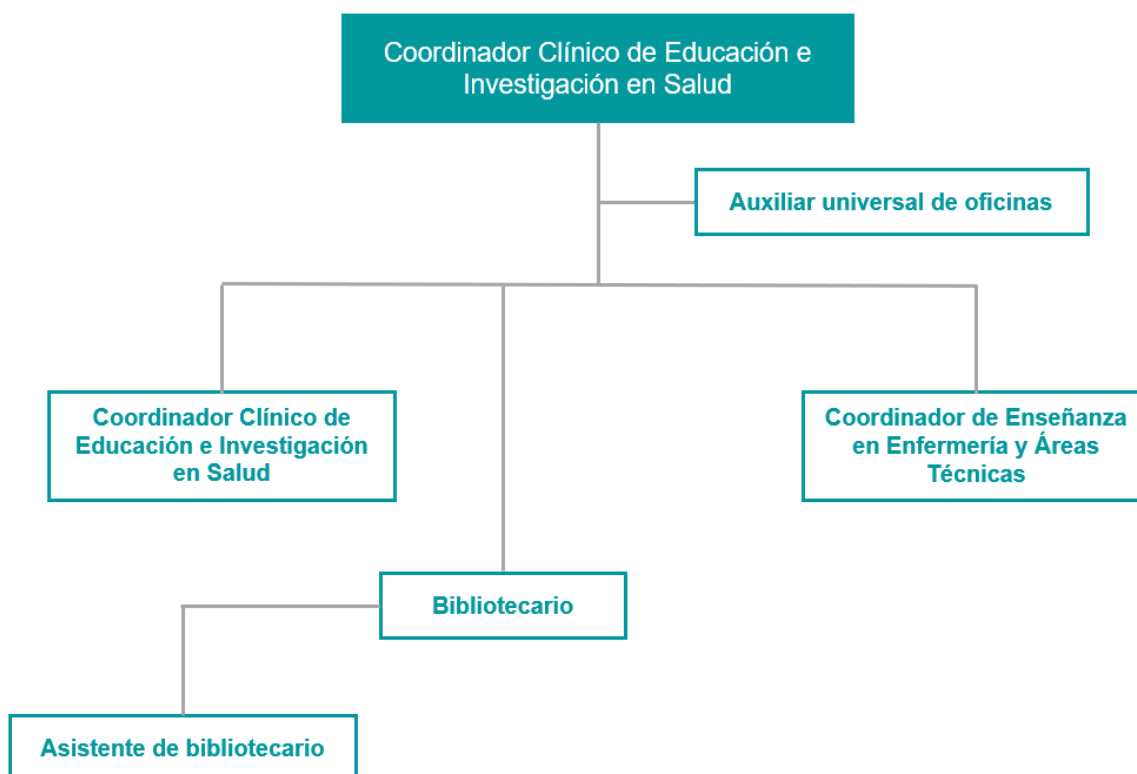 Coordinador Clínico de Educación e
Investigación en Salud
Auxiliar universal de oficinas
Coordinador Clínico de
Educación e Investigación
en Salud
Coordinador de Enseñanza
en Enfermería y Áreas
Técnicas
Bibliotecario
Asistente de bibliotecario